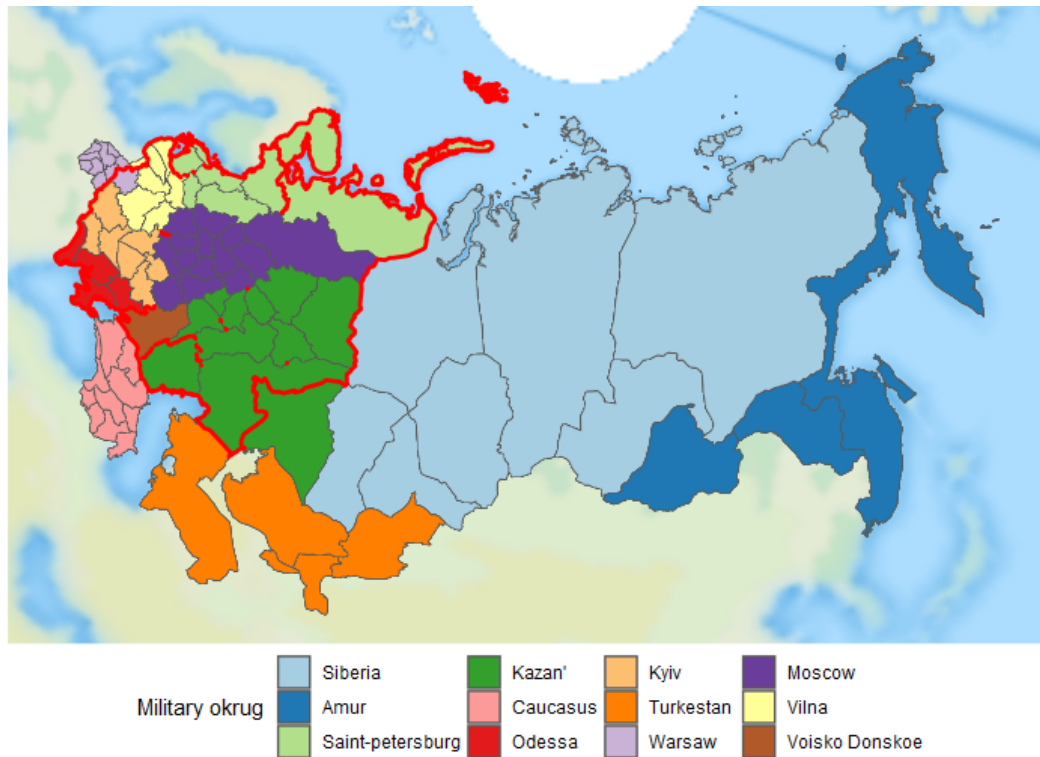 Siberia Kazan' Kyiv Moscow
Military okrug Amur Caucasus Turkestan Vilna
Saint-petersburg Odessa Warsaw Voisko Donskoe